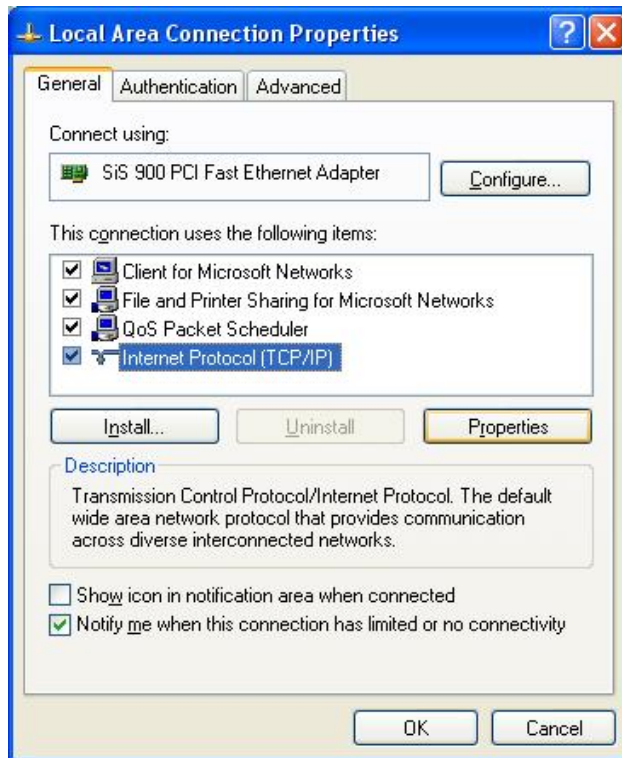 Local Area Connection Properties
General Authentication Advanced
Connect using:
SiS 900 PCI Fast Ethernet Adapter
Configure...
This connection uses the following items:
Client for Microsoft Networks
File and Printer Sharing for Microsoft Networks
QoS Packet Scheduler
Internet Protocol (TCP/IP)
Install... Uninstall Properties
Description
Transmission Control Protocol/Internet Protocol. The default
wide area network protocol that provides communication
across diverse interconnected networks.
Show icon in notification area when connected
Notify me when this connection has limited or no connectivity
OK Cancel